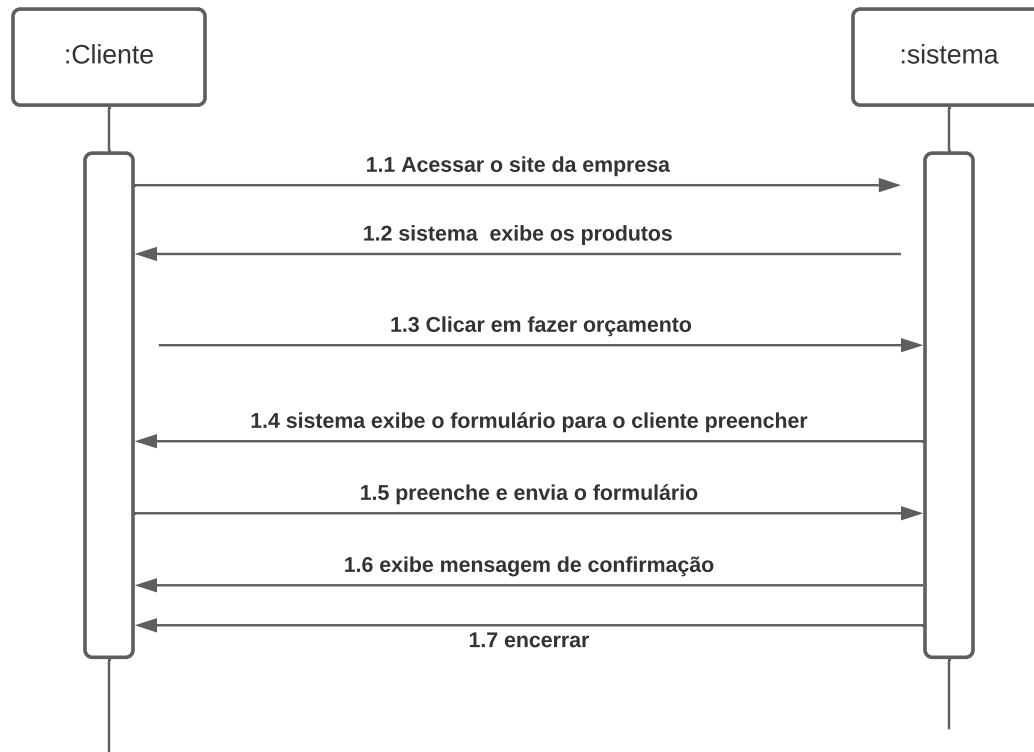 :Cliente
:sistema
1.1 Acessar o site da empresa
1.2 sistema  exibe os produtos
1.3 Clicar em fazer orçamento
1.4 sistema exibe o formulário para o cliente preencher
1.5 preenche e envia o formulário
1.6 exibe mensagem de confirmação
1.7 encerrar